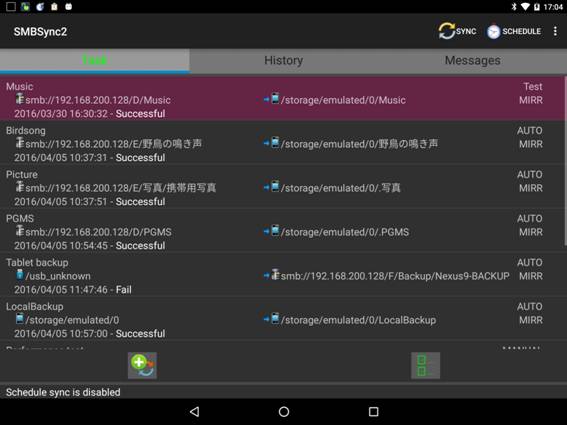 17:04
SMBSync2
SYNC
SCHEDULE
Task
History
Messages
Music
Test
smb://192.168.200.128/D/Music
/storage/emulated/0/Music
MIRR
2016/03/30 16:30:32 - Successful
Birdsong
AUTO
smb://192.168.200.128/E/野鳥の鳴き声
/storage/emulated/0/野鳥の鳴き声
MIRR
2016/04/05 10:37:31 - Successful
Picture
AUTO
smb://192.168.200.128/E/写真/携帯用写真
/storage/emulated/0/.写真
MIRR
2016/04/05 10:37:51 - Successful
PGMS
AUTO
smb://192.168.200.128/D/PGMS
/storage/emulated/0/.PGMS
MIRR
2016/04/05 10:54:45 - Successful
Tablet backup
AUTO
/usb_unknown
smb://192.168.200.128/F/Backup/Nexus9-BACKUP
MIRR
2016/04/05 11:47:46 - Fail
LocalBackup
AUTO
/storage/emulated/0
/storage/emulated/0/LocalBackup
MIRR
2016/04/05 10:57:00 - Successful
Performance test
MANUAL
Schedule sync is disabled